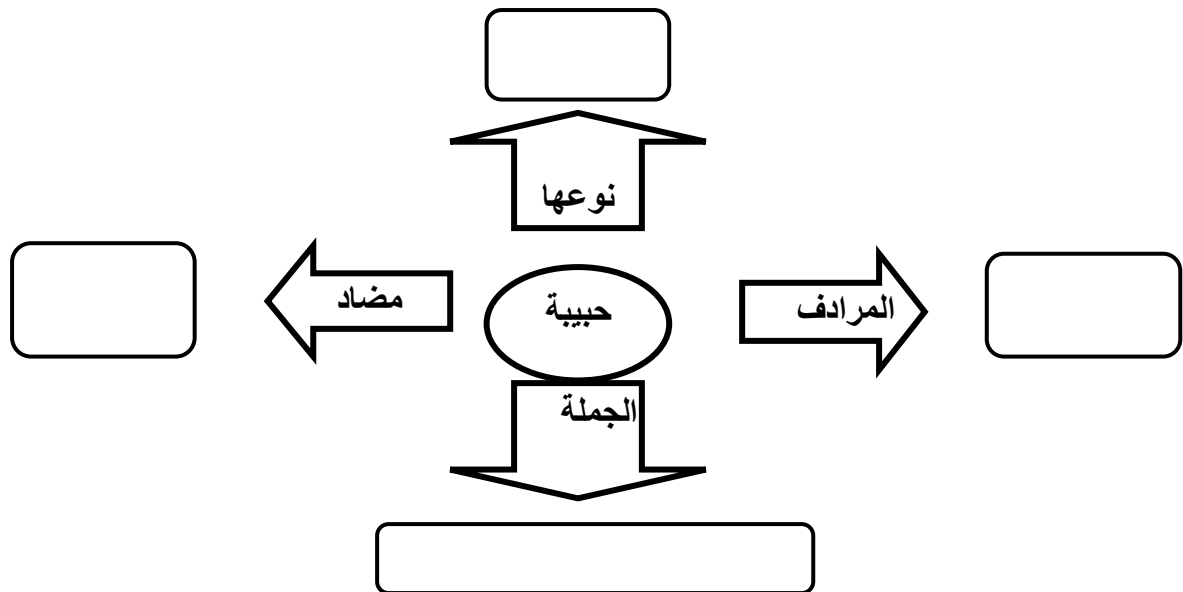 نوعها
المرادف
حبيبة
مضاد
الجملة